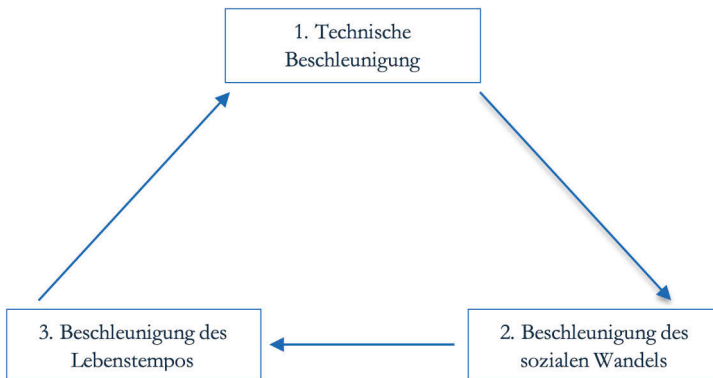 1. Technische
Beschleunigung
3. Beschleunigung des
Lebenstempos
2. Beschleunigung des
sozialen Wandels